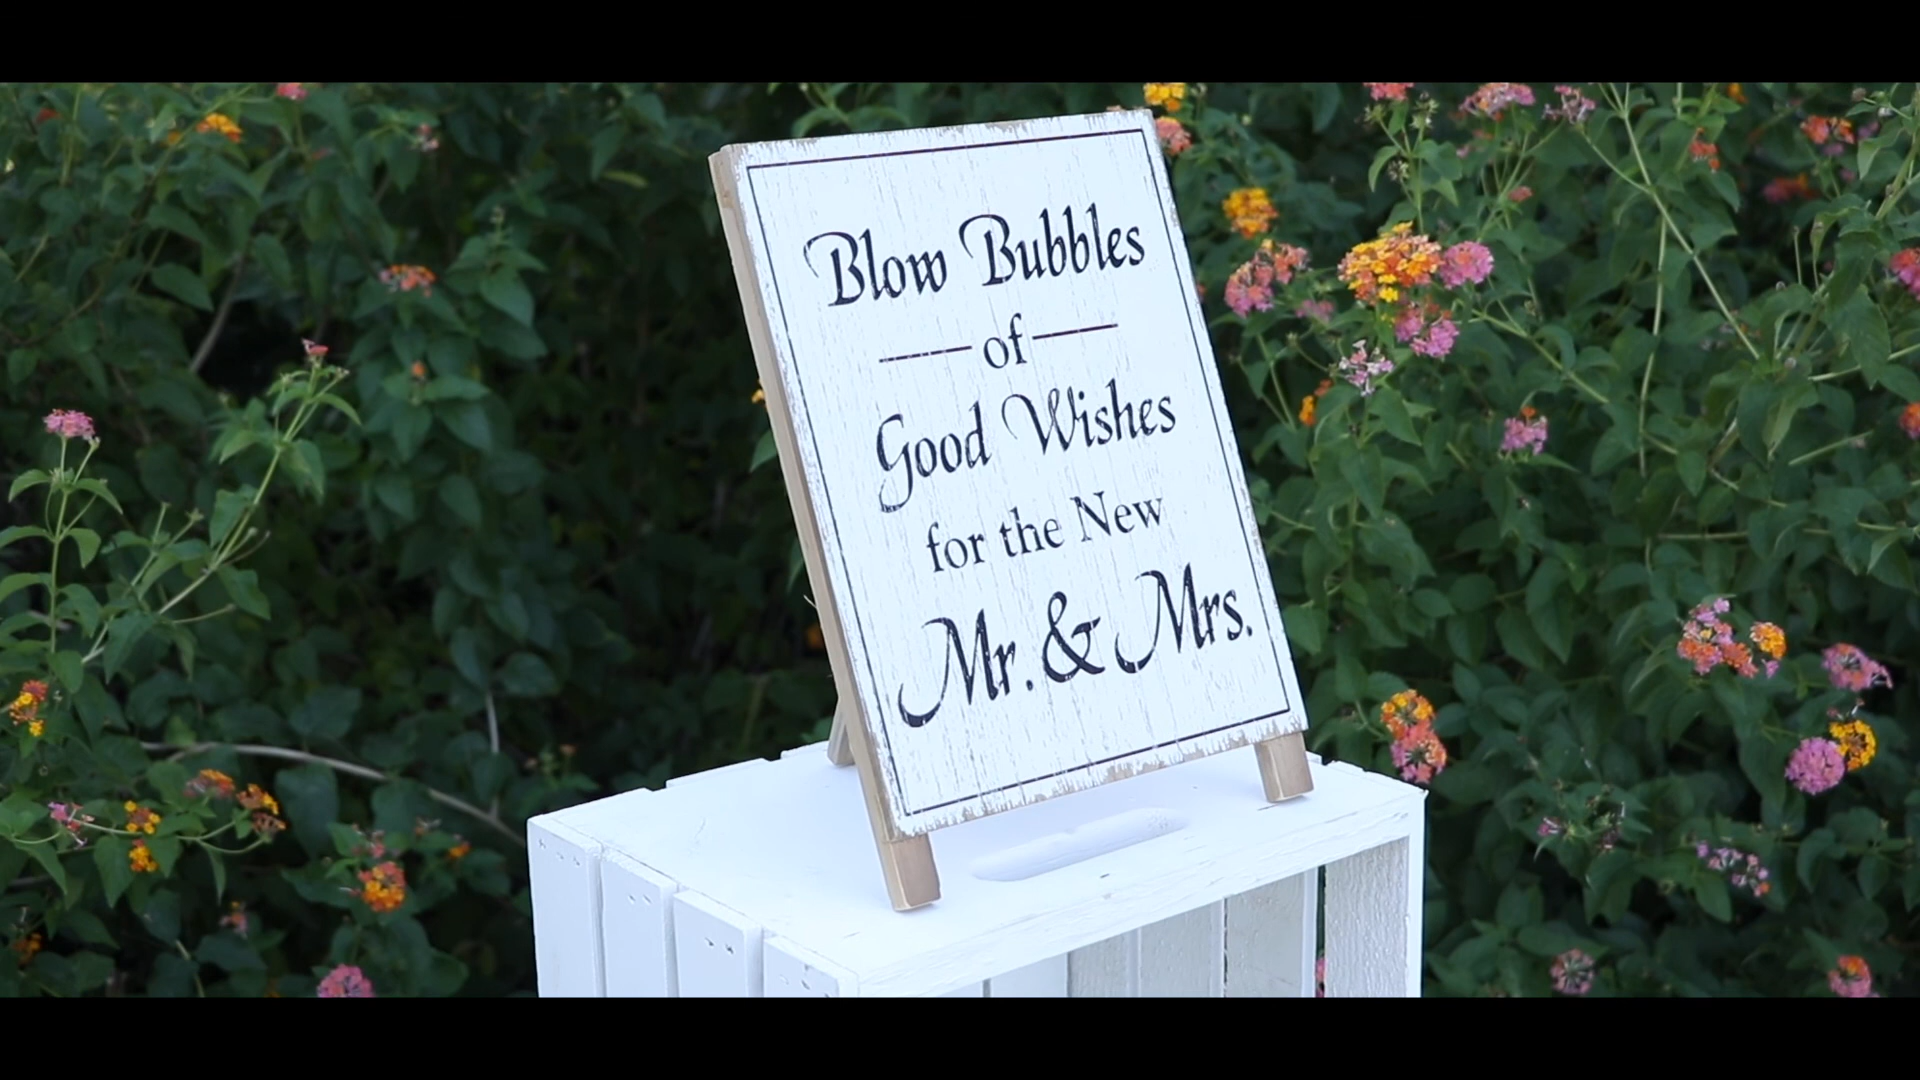 Blow Bubbles
of
Good Wishes
for the New
Mr. & Mrs.